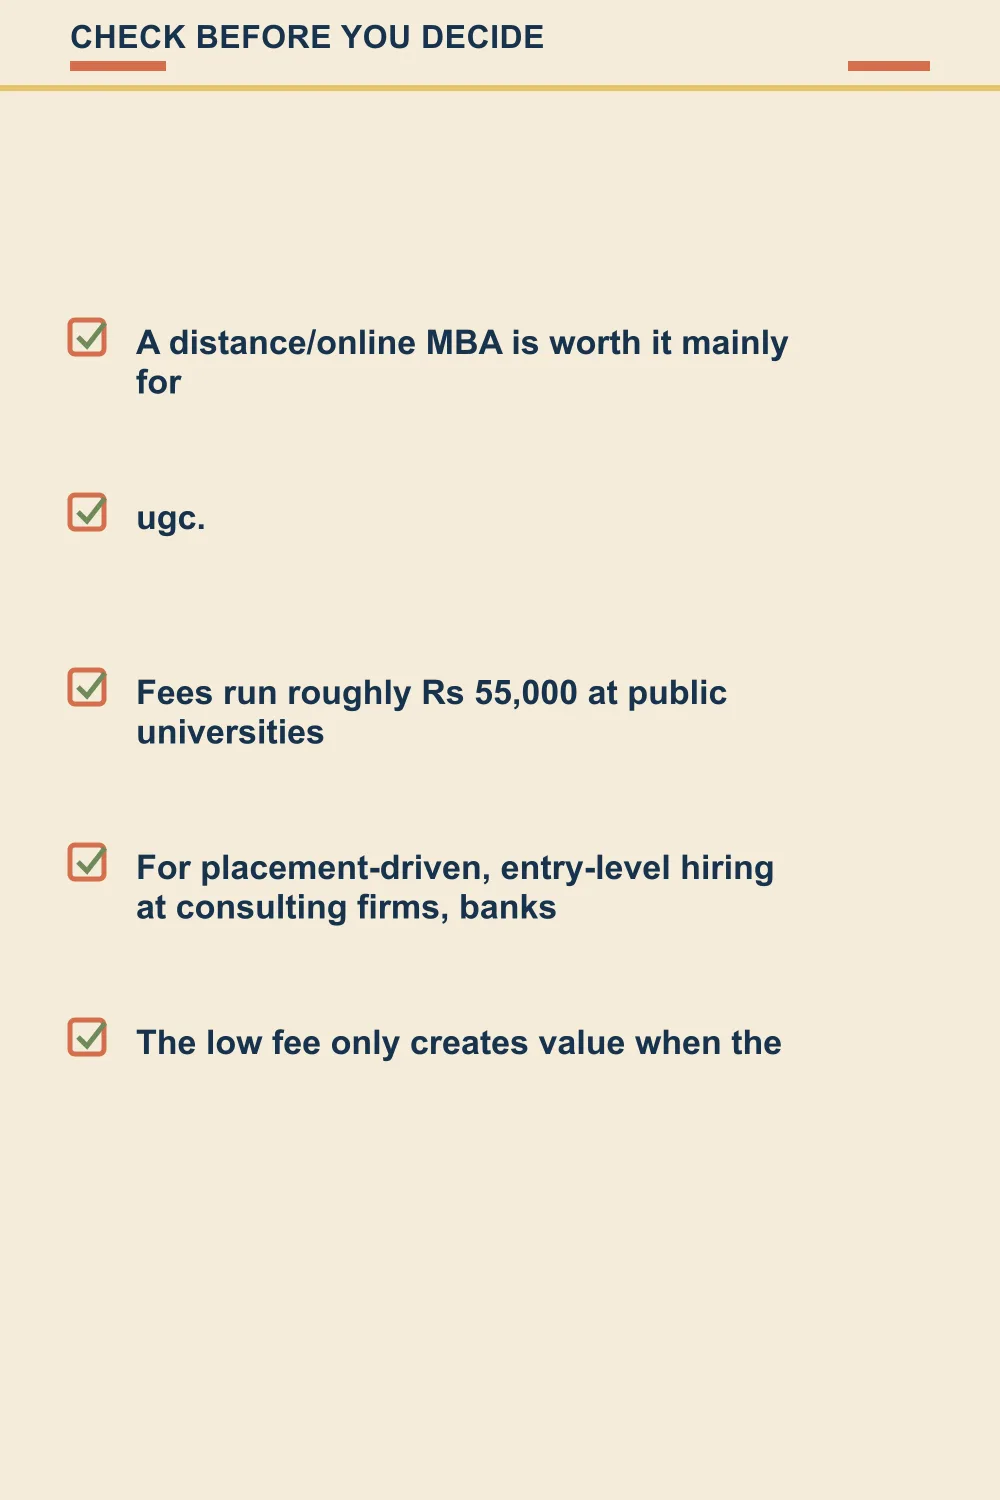 CHECK BEFORE YOU DECIDE
A distance/online MBA is worth it mainly
for
ugc.
Fees run roughly Rs 55,000 at public
universities
For placement-driven, entry-level hiring
at consulting firms, banks
The low fee only creates value when the